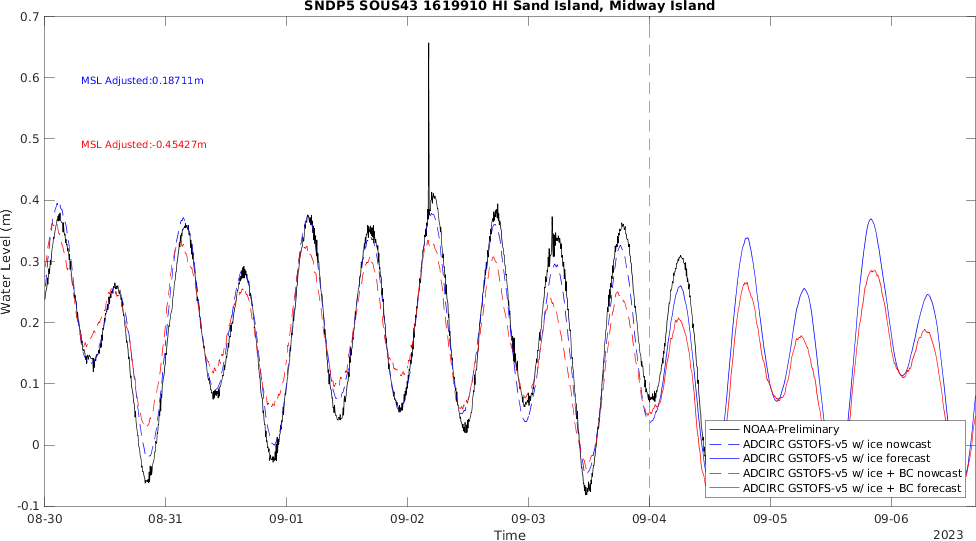 SNDP5 SOUS43 1619910 HI Sand Island, Midway Island
0.7
0.6
0.5
0.4
0.3
0.2
0.1
0
-0.1
Water Level (m)
MSL Adjusted:0.18711m
MSL Adjusted:-0.45427m
NOAA-Preliminary
ADCIRC GSTOFS-v5 w/ ice nowcast
ADCIRC GSTOFS-v5 w/ ice forecast
ADCIRC GSTOFS-v5 w/ ice + BC nowcast
ADCIRC GSTOFS-v5 w/ ice + BC forecast
08-30 08-31 09-01 09-02 09-03 09-04 09-05 09-06
Time
2023